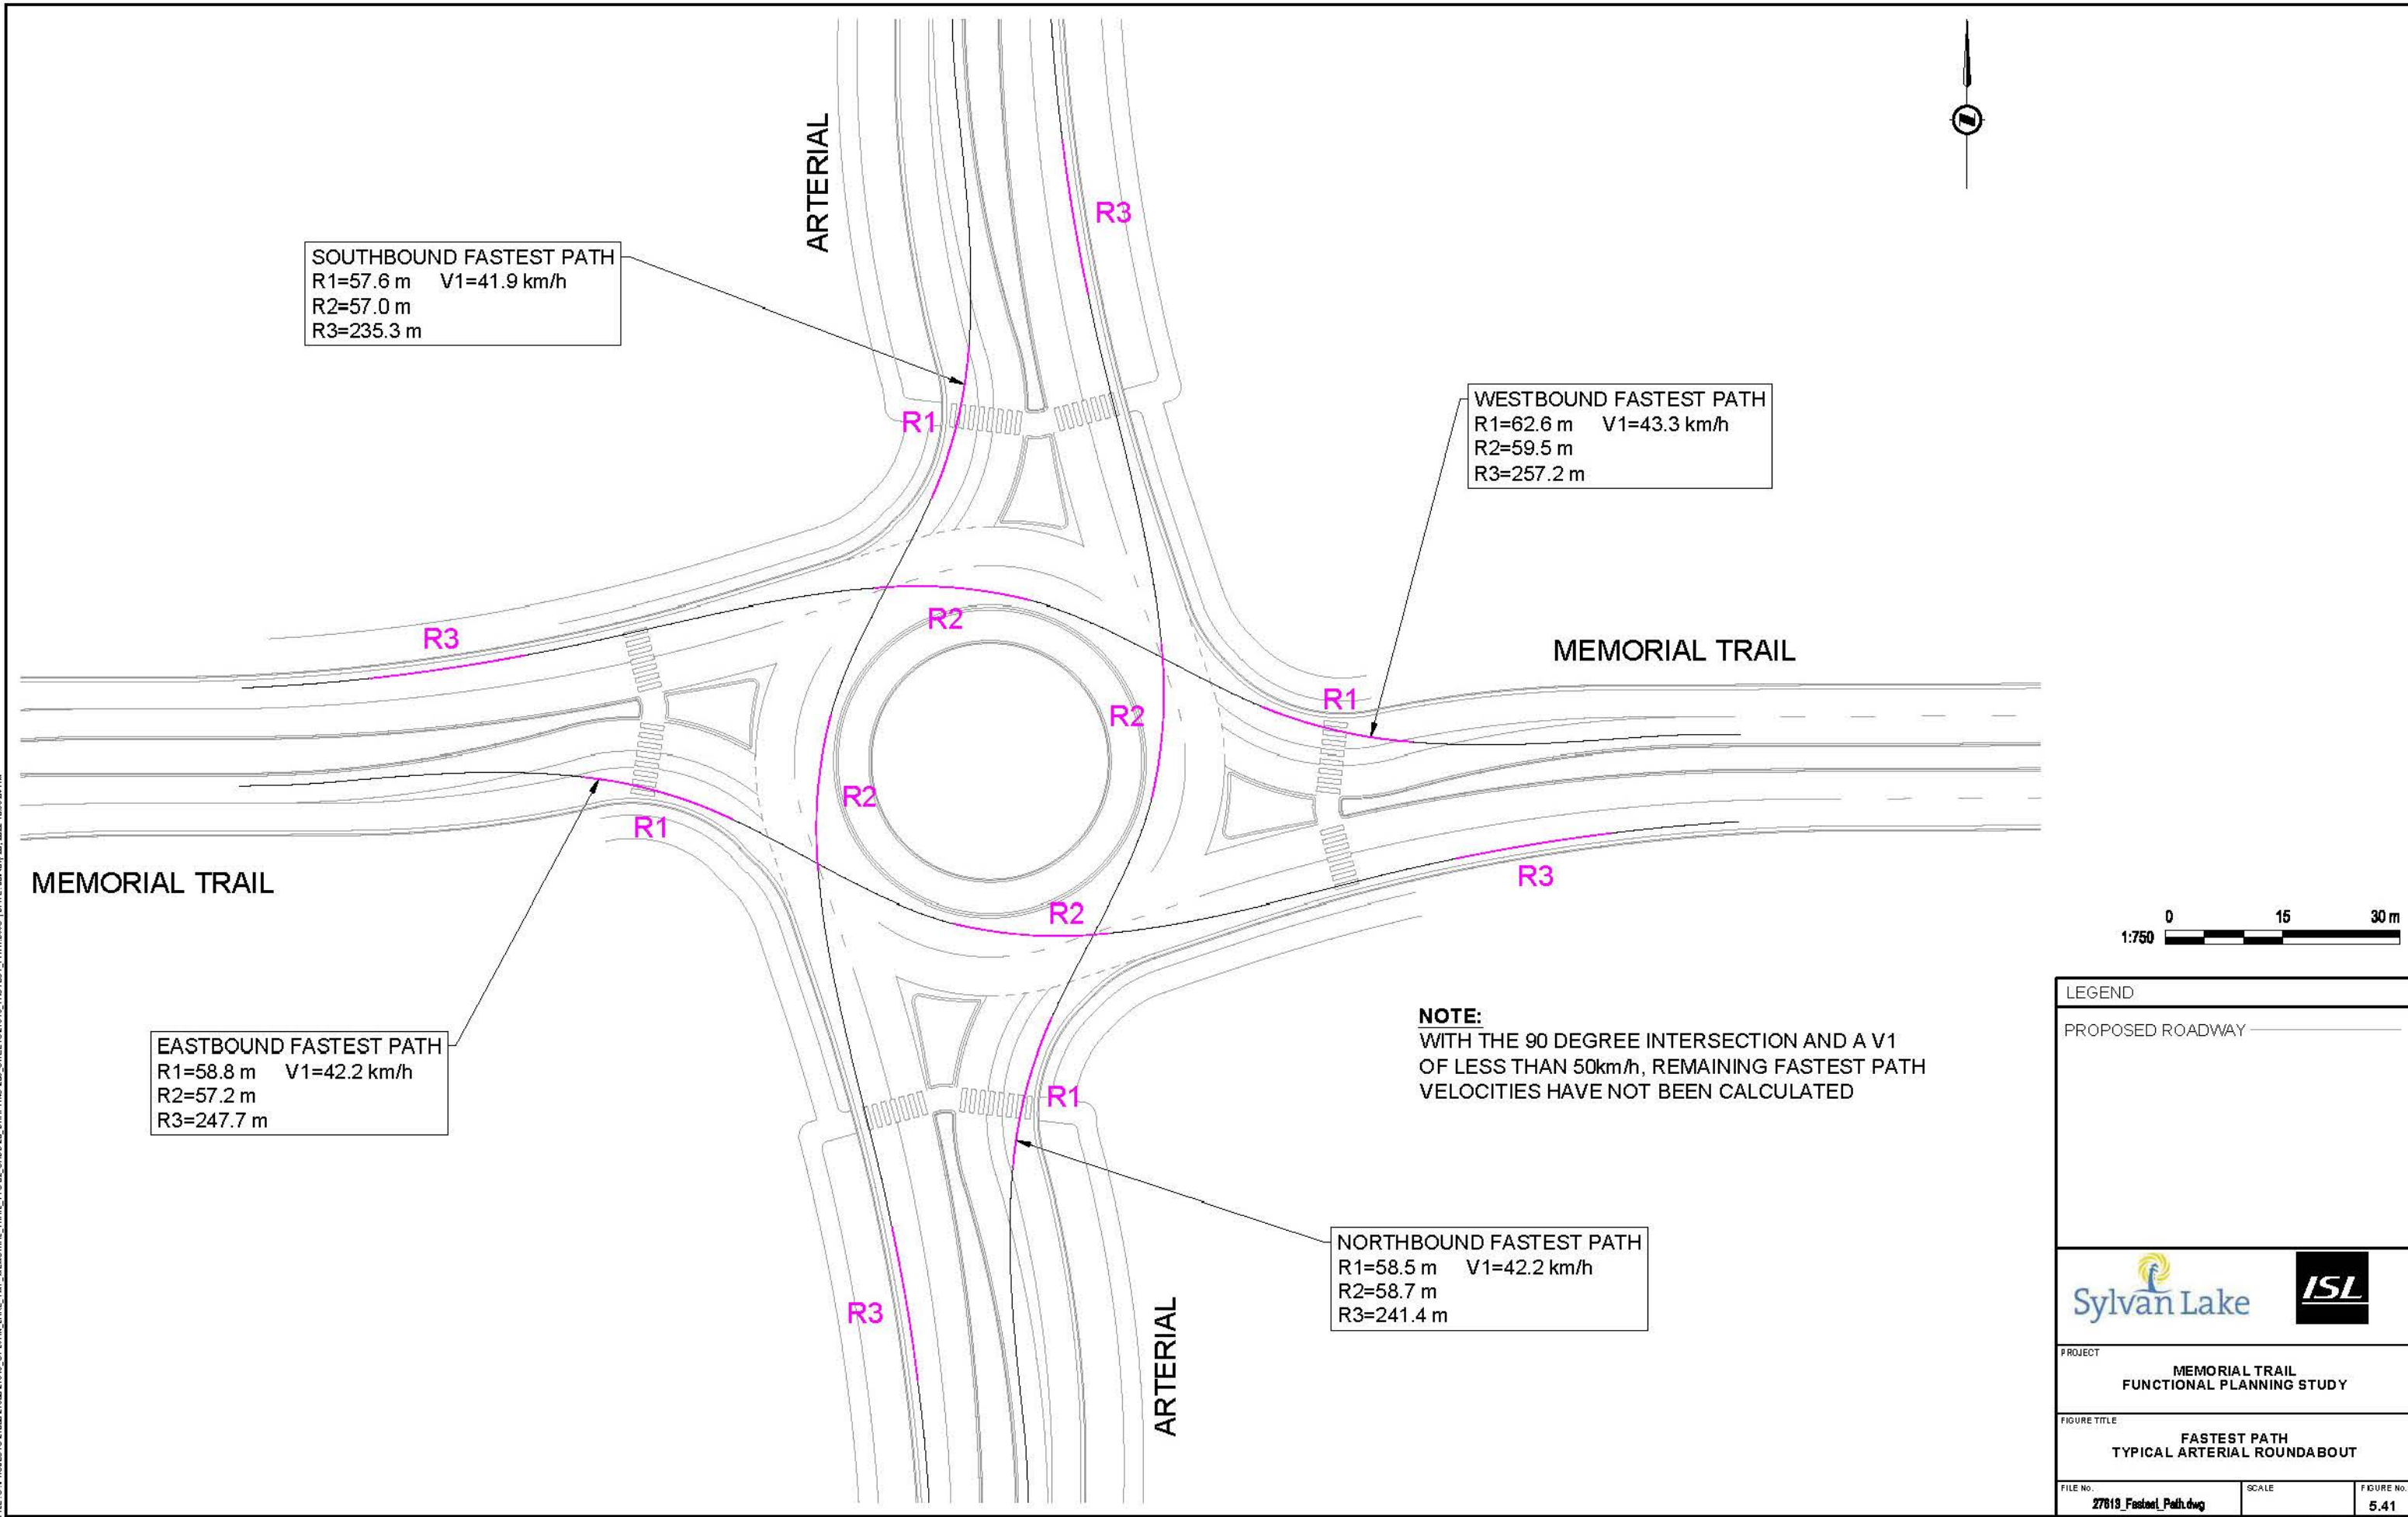 ARTERIAL
R3
SOUTHBOUND FASTEST PATH
R1=57.6 m V1=41.9 km/h
R2=57.0 m
R3=235.3 m
WESTBOUND FASTEST PATH
R1=62.6 m V1=43.3 km/h
R2=59.5 m
R3=257.2 m
R1
R2
R3
MEMORIAL TRAIL
R1
R2
R2
R1
MEMORIAL TRAIL
R3
R2
0 15 30 m
1:750
EASTBOUND FASTEST PATH
R1=58.8 m V1=42.2 km/h
R2=57.2 m
R3=247.7 m
NOTE:
WITH THE 90 DEGREE INTERSECTION AND A V1
OF LESS THAN 50km/h, REMAINING FASTEST PATH
VELOCITIES HAVE NOT BEEN CALCULATED
R1
NORTHBOUND FASTEST PATH
R1=58.5 m V1=42.2 km/h
R2=58.7 m
R3=241.4 m
R3
ARTERIAL
LEGEND
PROPOSED ROADWAY
Sylvan Lake
ISL
PROJECT
MEMORIAL TRAIL
FUNCTIONAL PLANNING STUDY
FIGURE TITLE
FASTEST PATH
TYPICAL ARTERIAL ROUNDABOUT
FILE No.
27613_Fastest_Path.dwg
SCALE
FIGURE No.
5.41